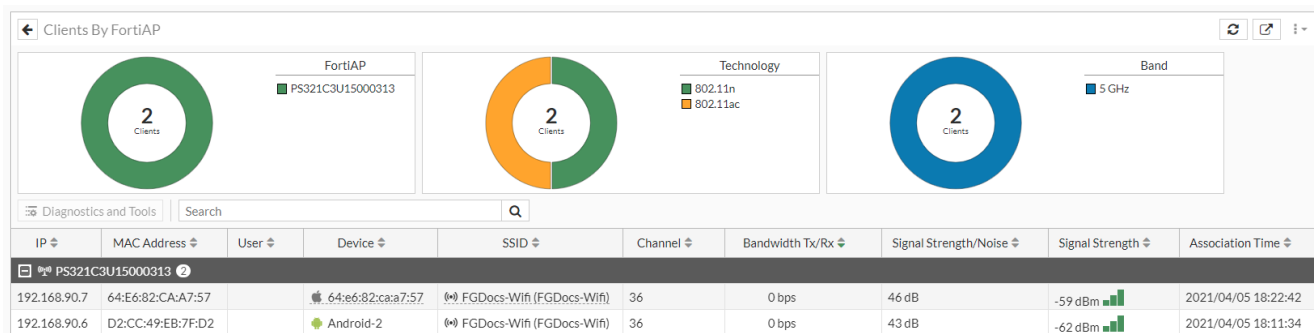 Clients By FortiAP
FortiAP
PS321C3U15000313
2
Clients
Technology
802.11n
802.11ac
2
Clients
Band
5 GHz
2
Clients
Diagnostics and Tools Search
IP MAC Address User Device SSID Channel Bandwidth Tx/Rx Signal Strength/Noise Signal Strength Association Time
PS321C3U15000313 2
192.168.90.7 64:E6:82:CA:A7:57 64:e6:82:ca:a7:57 FGDocs-Wifi (FGDocs-Wifi) 36 0 bps 46 dB -59 dBm 2021/04/05 18:22:42
192.168.90.6 D2:CC:49:EB:7F:D2 Android-2 FGDocs-Wifi (FGDocs-Wifi) 36 0 bps 43 dB -62 dBm 2021/04/05 18:11:34